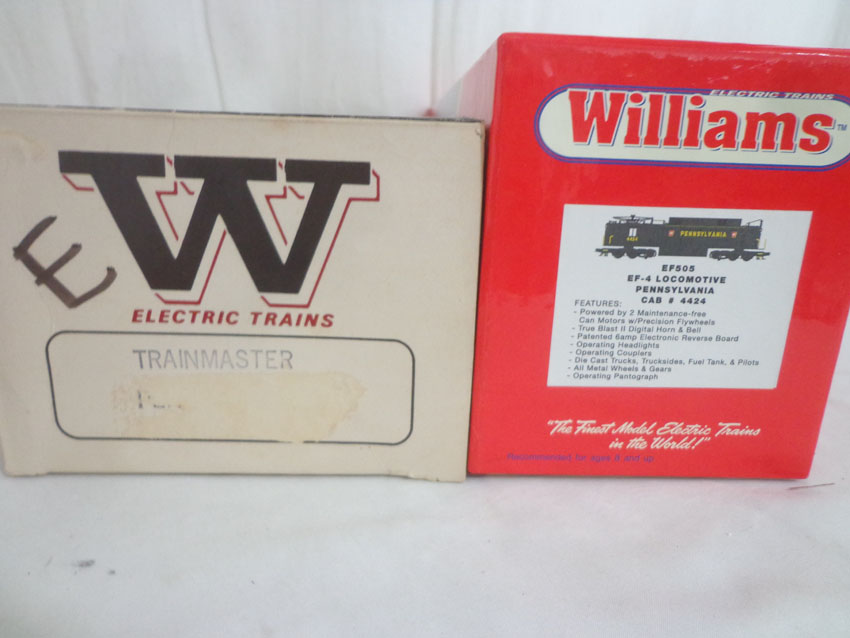 E
W
ELECTRIC TRAINS
TRAINMASTER
ELECTRIC TRAINS
Williams™
PENNSYLVANIA
4424
EF505
EF-4 LOCOMOTIVE
PENNSYLVANIA
CAB # 4424
FEATURES:
- Powered by 2 Maintenance-free
Can Motors w/Precision Flywheels
- True Blast II Digital Horn & Bell
- Patented 6amp Electronic Reverse Board
- Operating Headlights
- Operating Couplers
- Die Cast Trucks, Trucksides, Fuel Tank, & Pilots
- All Metal Wheels & Gears
- Operating Pantograph
"The Finest Model Electric Trains
in the World!"
Recommended for ages 8 and up